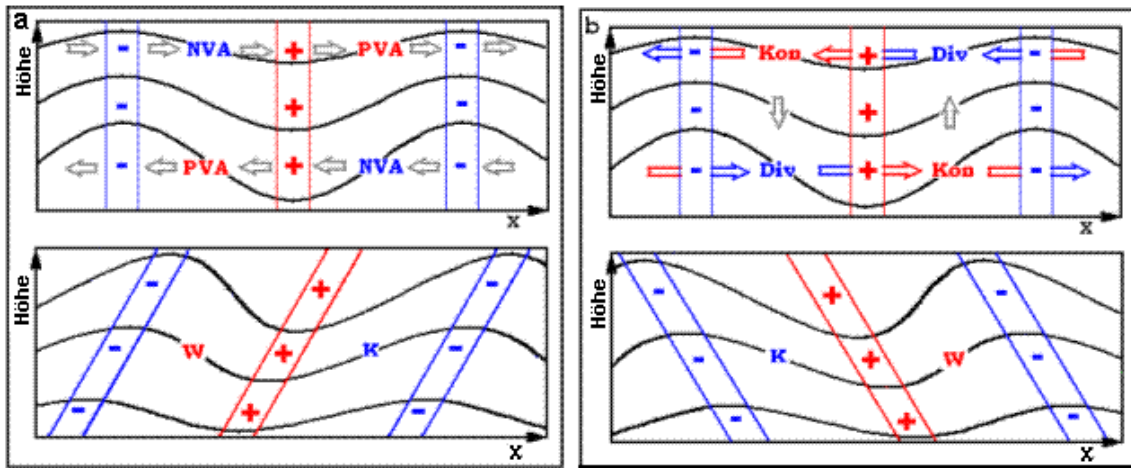 a
Höhe
- NVA + PVA -
- + -
- PVA + NVA -
x
Höhe
- + -
- W + K -
- + -
x
b
Höhe
- Kon + Div -
- + -
- Div + Kon -
x
Höhe
- + -
- K + W -
- + -
x